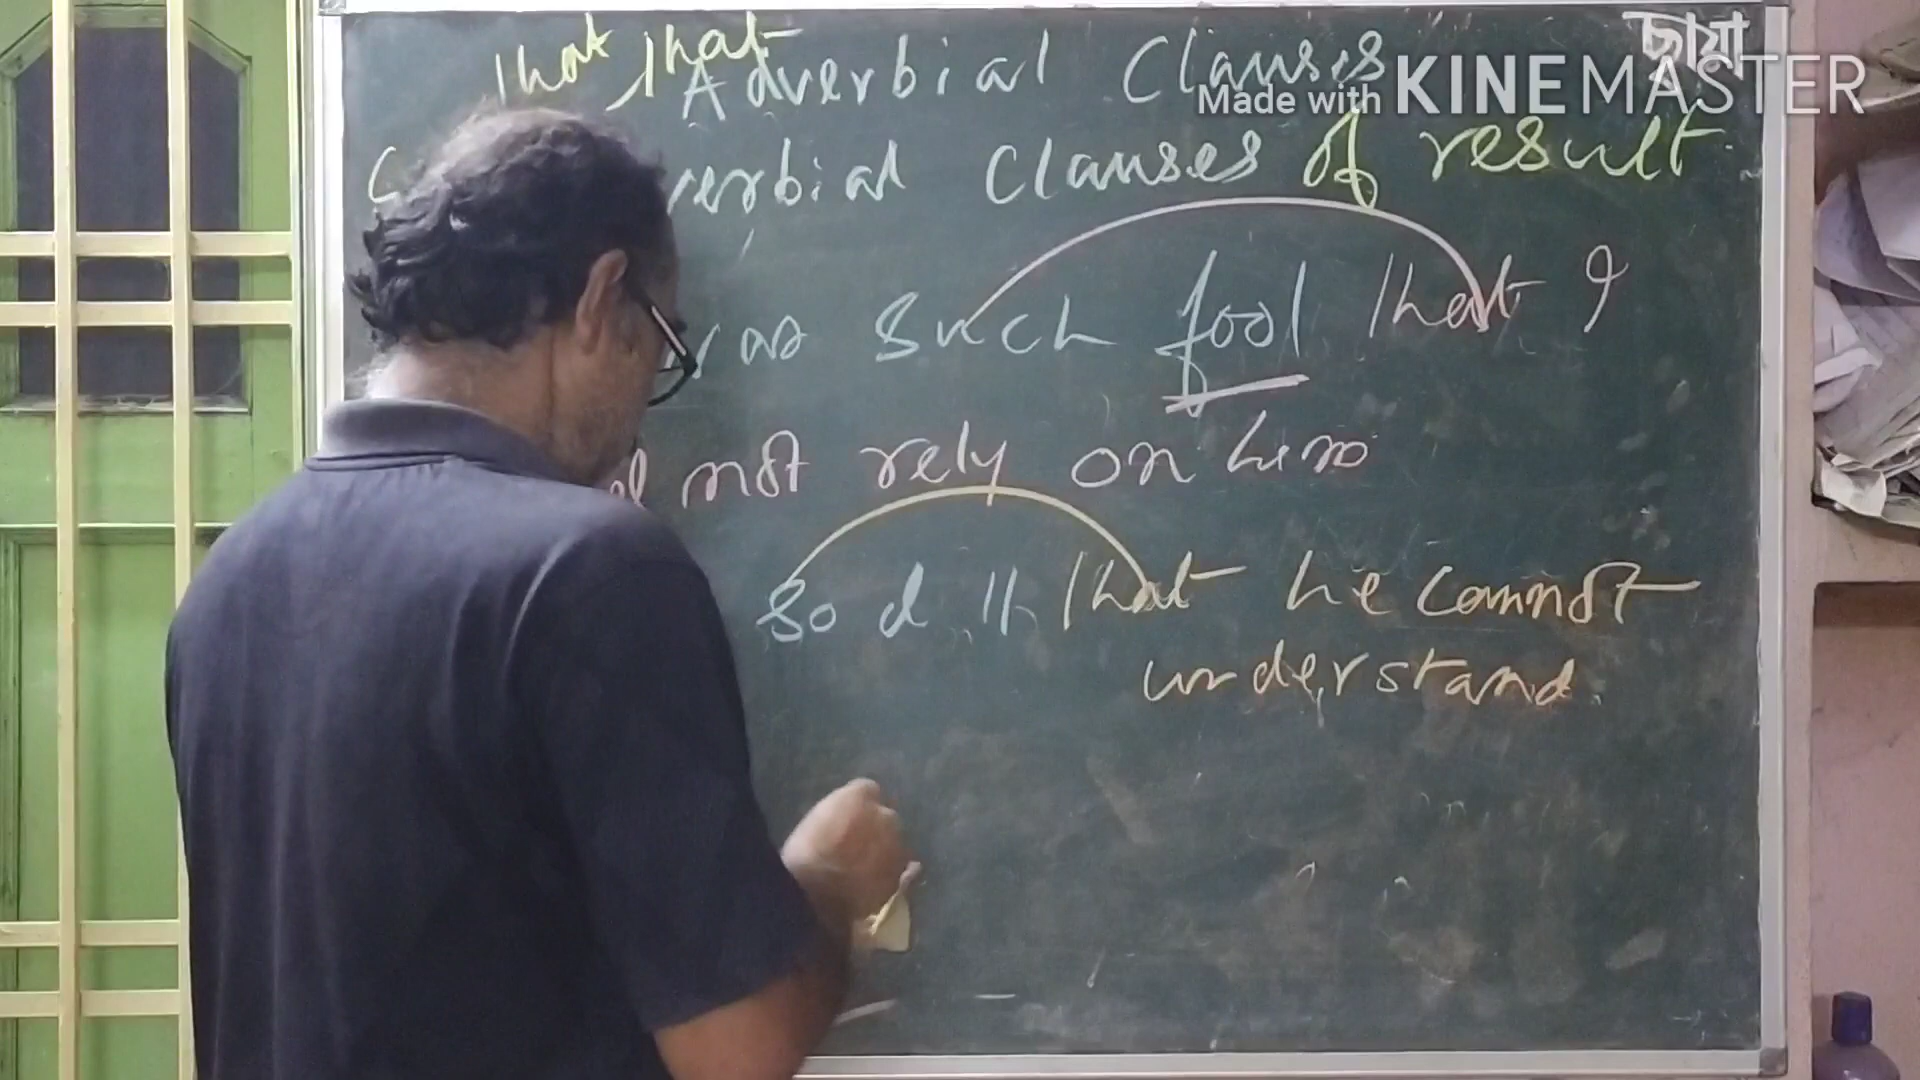 that, that
Adverbial Clauses
ছায়া
Made with KINEMASTER
Clauses of result
was such fool that I
not rely on him
so dull that he cannot
understand.